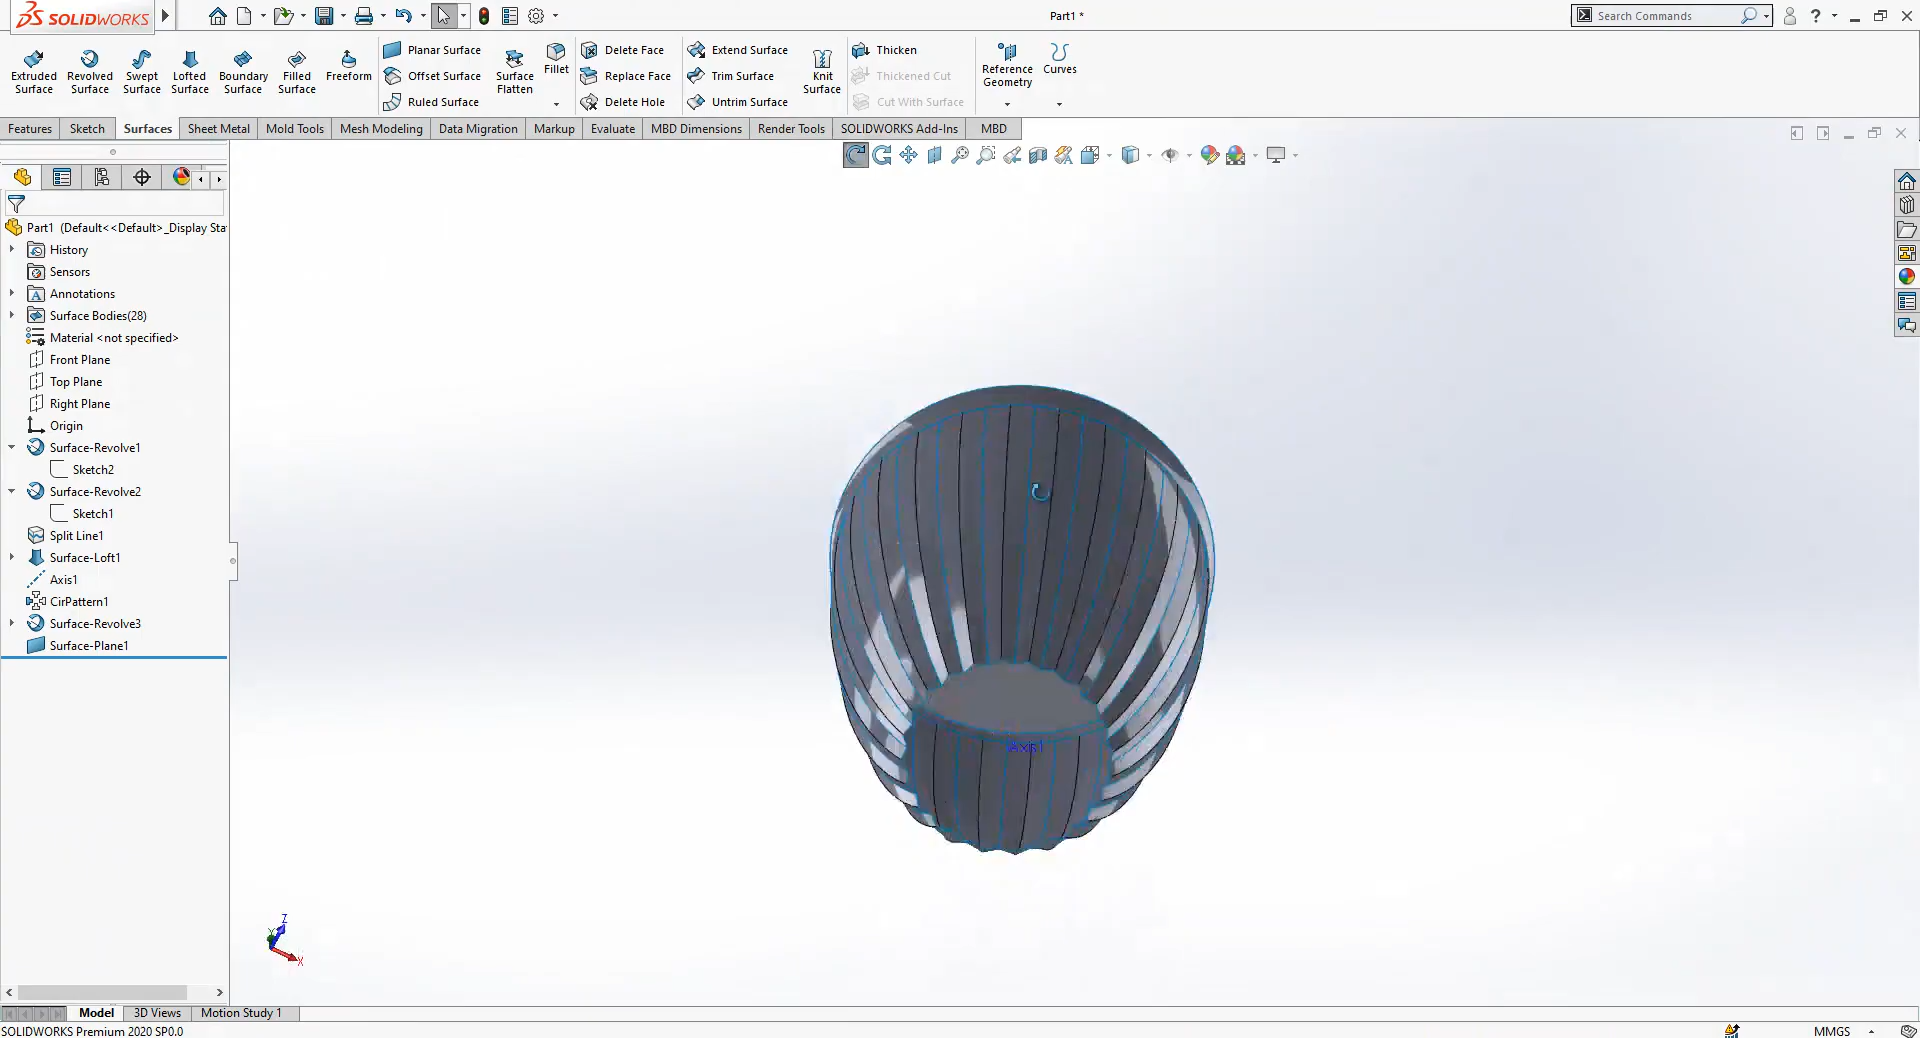 SOLIDWORKS
Part1 *
Search Commands
Extruded Surface
Revolved Surface
Swept Surface
Lofted Surface
Boundary Surface
Filled Surface
Freeform
Planar Surface
Offset Surface
Ruled Surface
Surface Flatten
Fillet
Delete Face
Replace Face
Delete Hole
Extend Surface
Trim Surface
Untrim Surface
Knit Surface
Thicken
Thickened Cut
Cut With Surface
Reference Geometry
Curves
Features
Sketch
Surfaces
Sheet Metal
Mold Tools
Mesh Modeling
Data Migration
Markup
Evaluate
MBD Dimensions
Render Tools
SOLIDWORKS Add-Ins
MBD
Part1 (Default<<Default>_Display Sta
History
Sensors
Annotations
Surface Bodies(28)
Material <not specified>
Front Plane
Top Plane
Right Plane
Origin
Surface-Revolve1
Sketch2
Surface-Revolve2
Sketch1
Split Line1
Surface-Loft1
Axis1
CirPattern1
Surface-Revolve3
Surface-Plane1
Axis1
Z
Y
X
Model
3D Views
Motion Study 1
SOLIDWORKS Premium 2020 SP0.0
MMGS